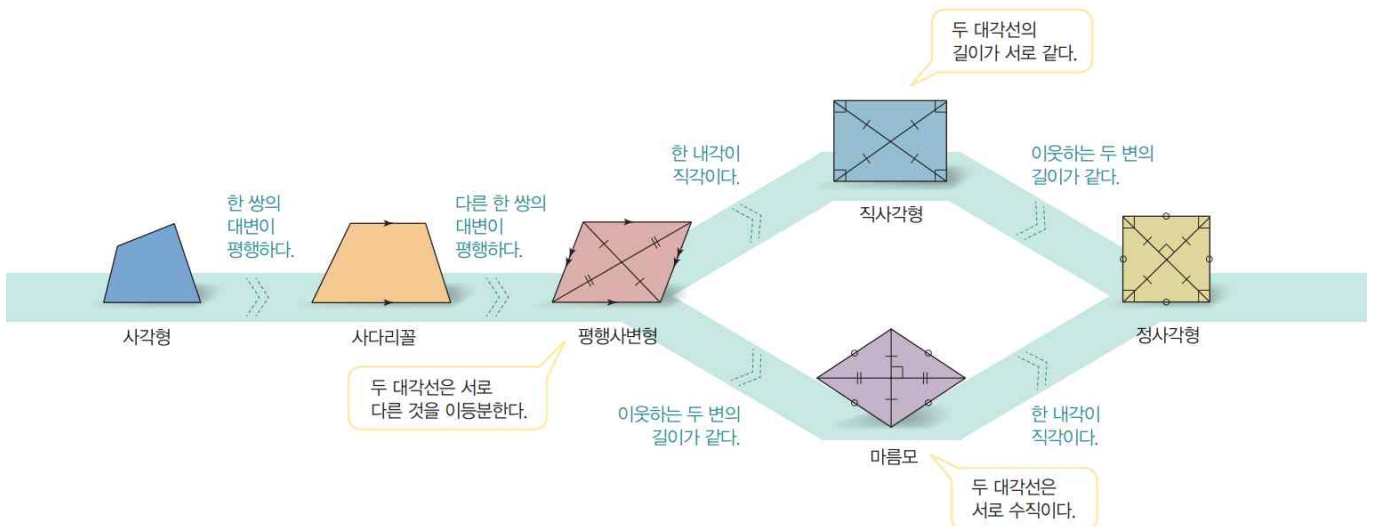 두 대각선의
길이가 서로 같다.
한 내각이
직각이다.
이웃하는 두 변의
길이가 같다.
한 쌍의
대변이
평행하다.
다른 한 쌍의
대변이
평행하다.
직사각형
사각형
사다리꼴
평행사변형
정사각형
두 대각선은 서로
다른 것을 이등분한다.
이웃하는 두 변의
길이가 같다.
한 내각이
직각이다.
마름모
두 대각선은
서로 수직이다.